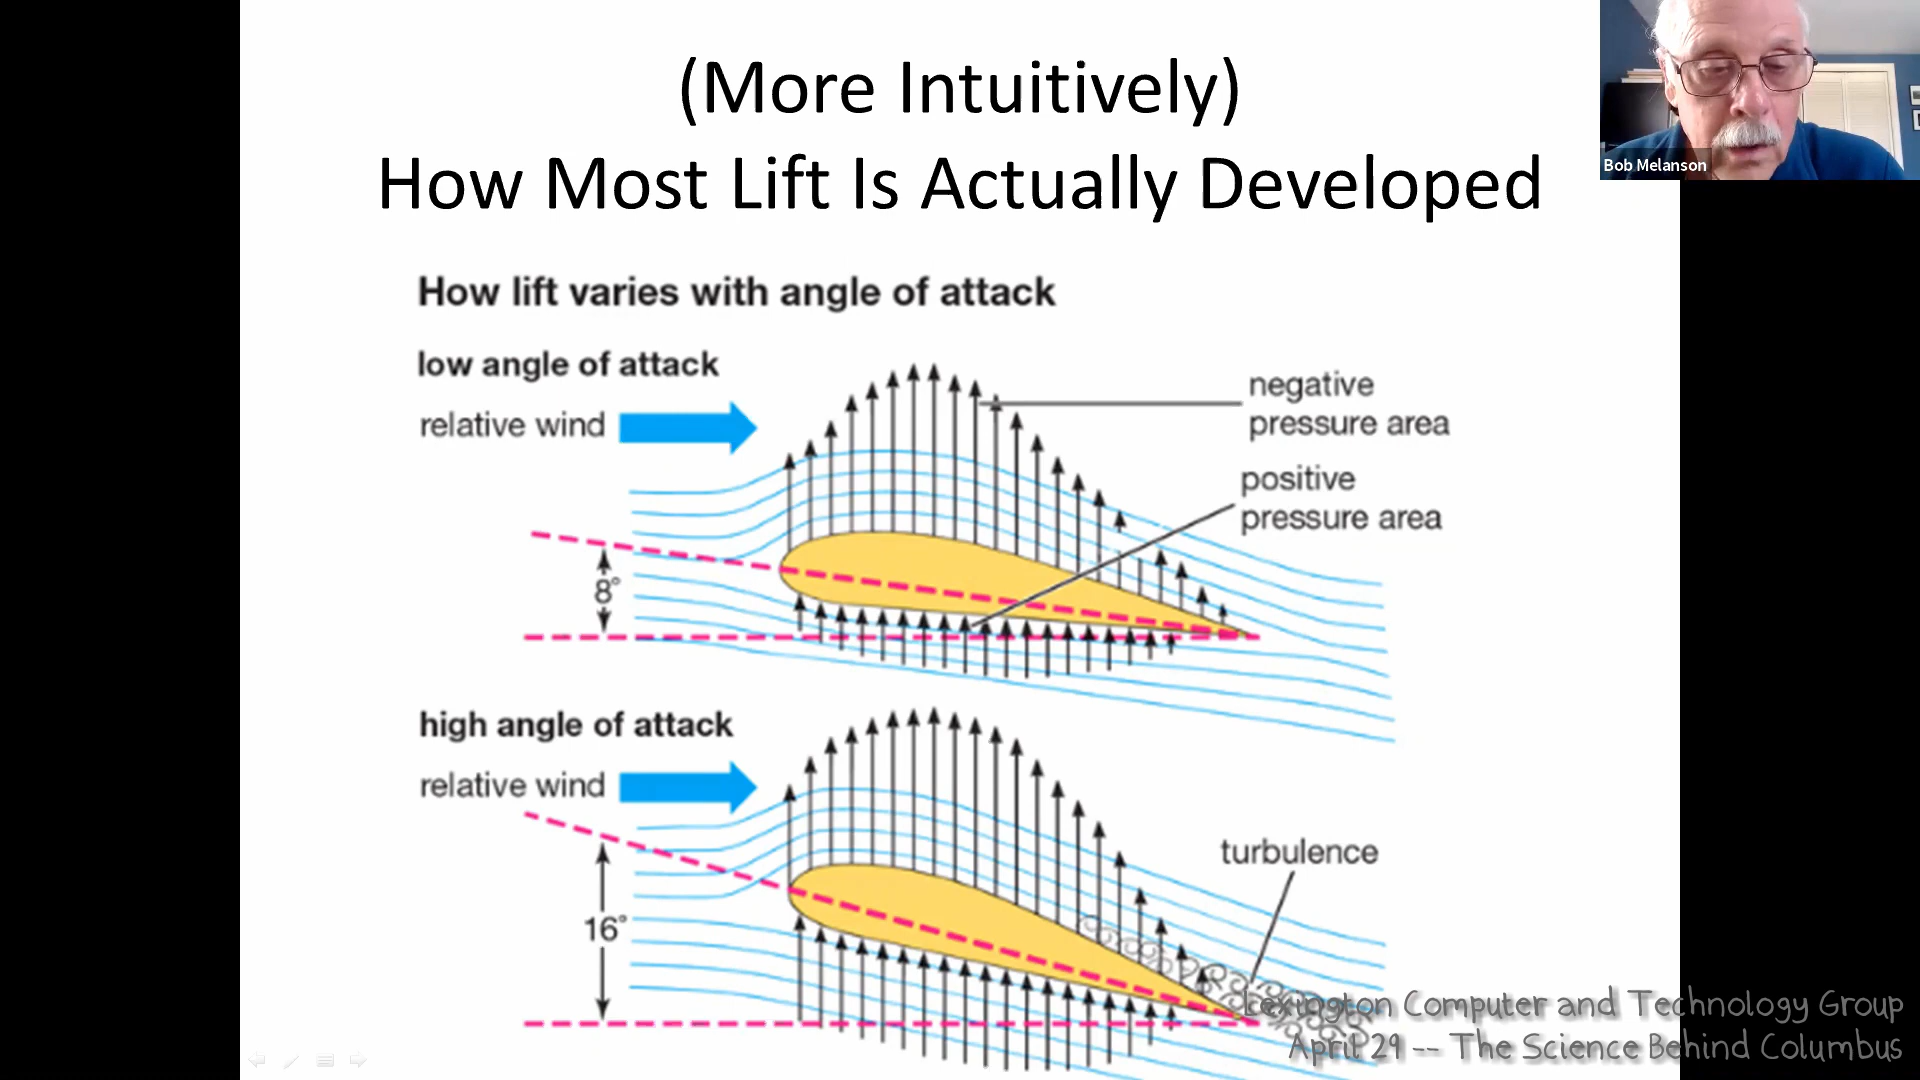 (More Intuitively)
How Most Lift Is Actually Developed
Bob Melanson
How lift varies with angle of attack
low angle of attack
relative wind
negative
pressure area
positive
pressure area
8°
high angle of attack
relative wind
turbulence
16°
Lexington Computer and Technology Group
April 29 -- The Science Behind Columbus